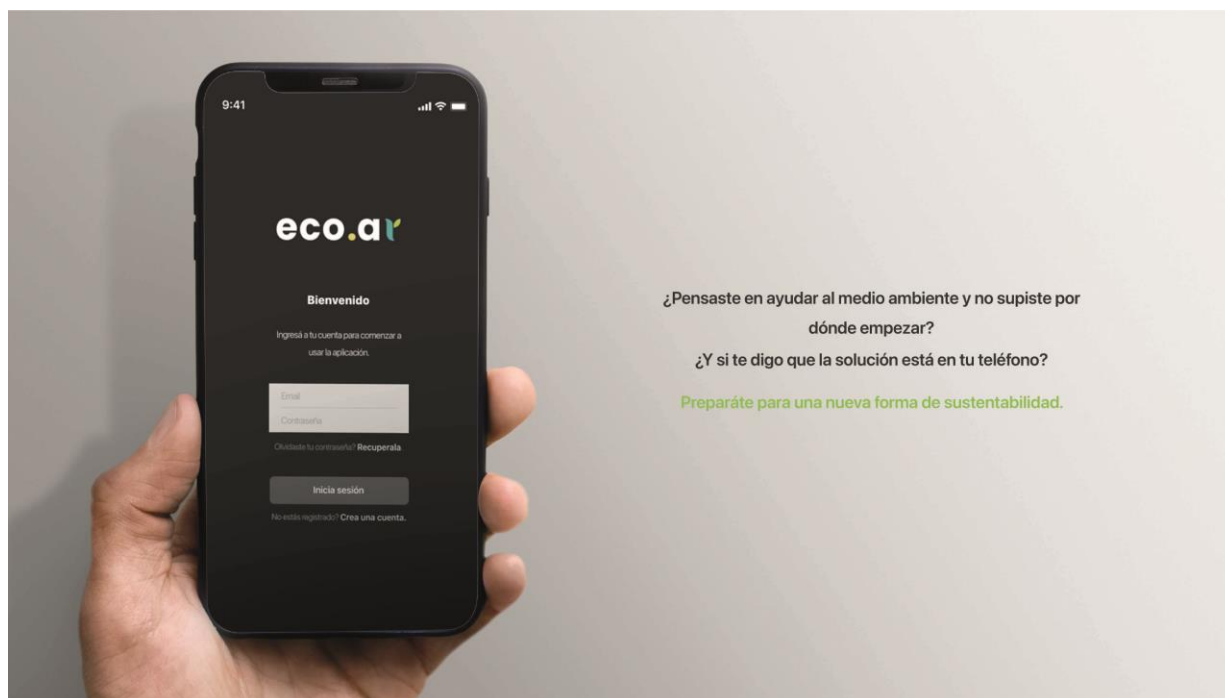 9:41
eco.ar
Bienvenido
Ingresá a tu cuenta para comenzar a
usar la aplicación.
Email
Contraseña
Olvidaste tu contraseña? Recuperala
Inicia sesión
No estás registrado? Crea una cuenta.
¿Pensaste en ayudar al medio ambiente y no supiste por
dónde empezar?
¿Y si te digo que la solución está en tu teléfono?
Preparáte para una nueva forma de sustentabilidad.